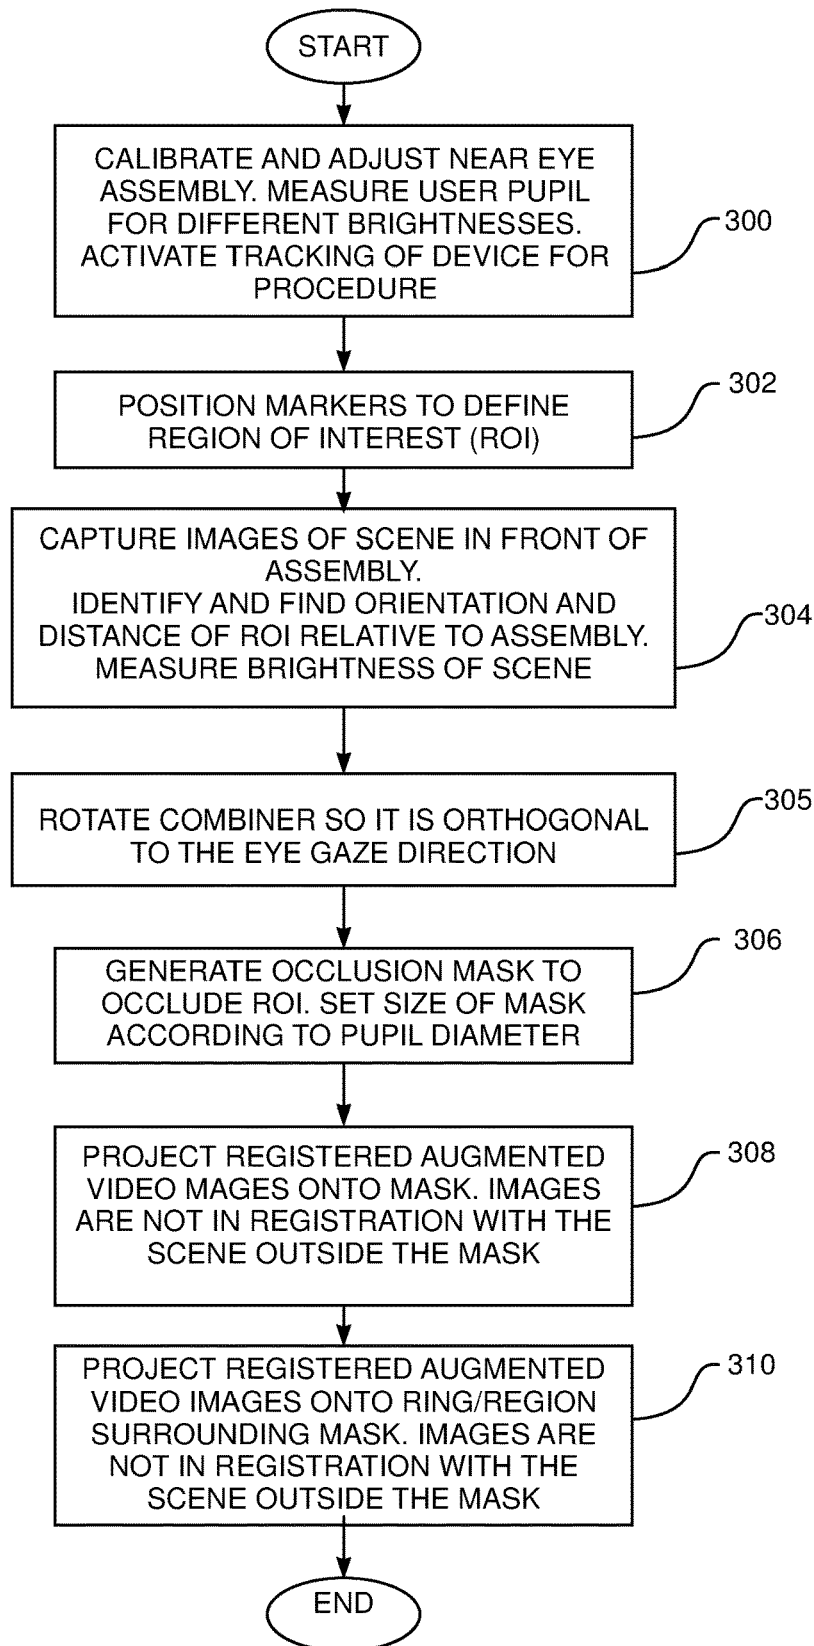 START
CALIBRATE AND ADJUST NEAR EYE
ASSEMBLY. MEASURE USER PUPIL
FOR DIFFERENT BRIGHTNESSES.
ACTIVATE TRACKING OF DEVICE FOR
PROCEDURE
300
POSITION MARKERS TO DEFINE
REGION OF INTEREST (ROI)
302
CAPTURE IMAGES OF SCENE IN FRONT OF
ASSEMBLY.
IDENTIFY AND FIND ORIENTATION AND
DISTANCE OF ROI RELATIVE TO ASSEMBLY.
MEASURE BRIGHTNESS OF SCENE
304
ROTATE COMBINER SO IT IS ORTHOGONAL
TO THE EYE GAZE DIRECTION
305
GENERATE OCCLUSION MASK TO
OCCLUDE ROI. SET SIZE OF MASK
ACCORDING TO PUPIL DIAMETER
306
PROJECT REGISTERED AUGMENTED
VIDEO MAGES ONTO MASK. IMAGES
ARE NOT IN REGISTRATION WITH THE
SCENE OUTSIDE THE MASK
308
PROJECT REGISTERED AUGMENTED
VIDEO IMAGES ONTO RING/REGION
SURROUNDING MASK. IMAGES ARE
NOT IN REGISTRATION WITH THE
SCENE OUTSIDE THE MASK
310
END